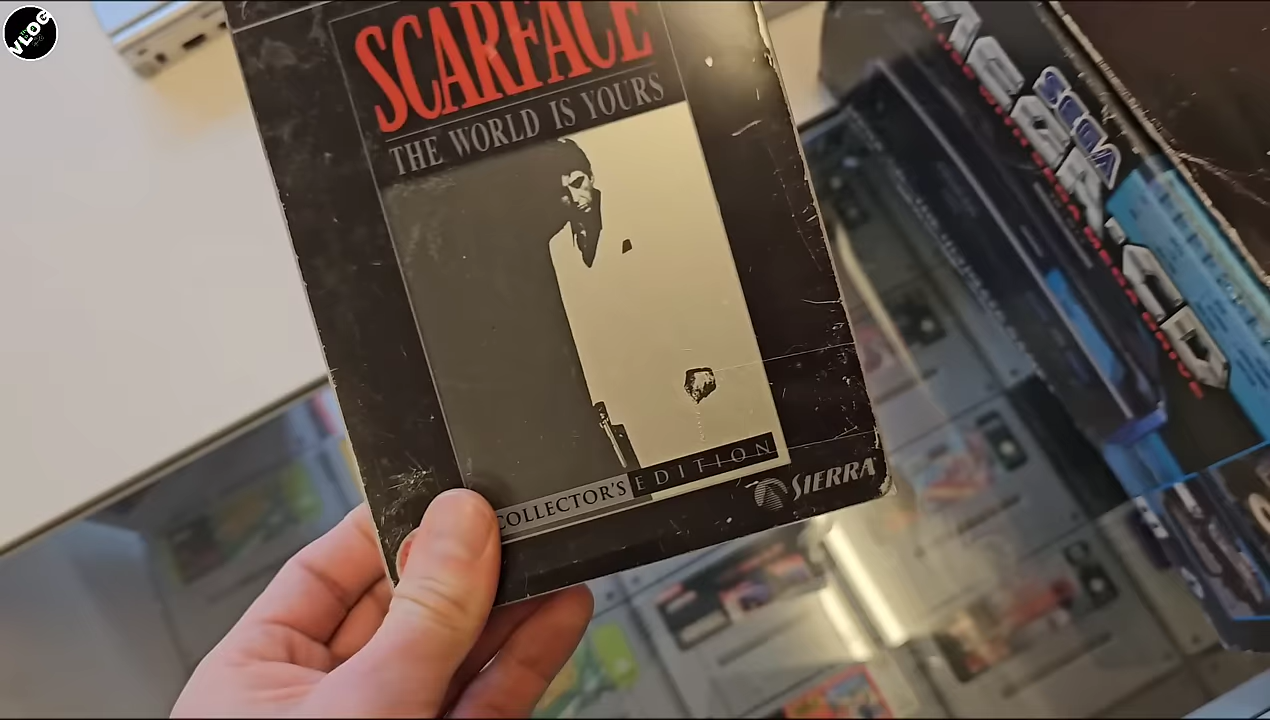 VLOG
SCARFACE
THE WORLD IS YOURS
COLLECTOR'S EDITION
SIERRA
SEGA